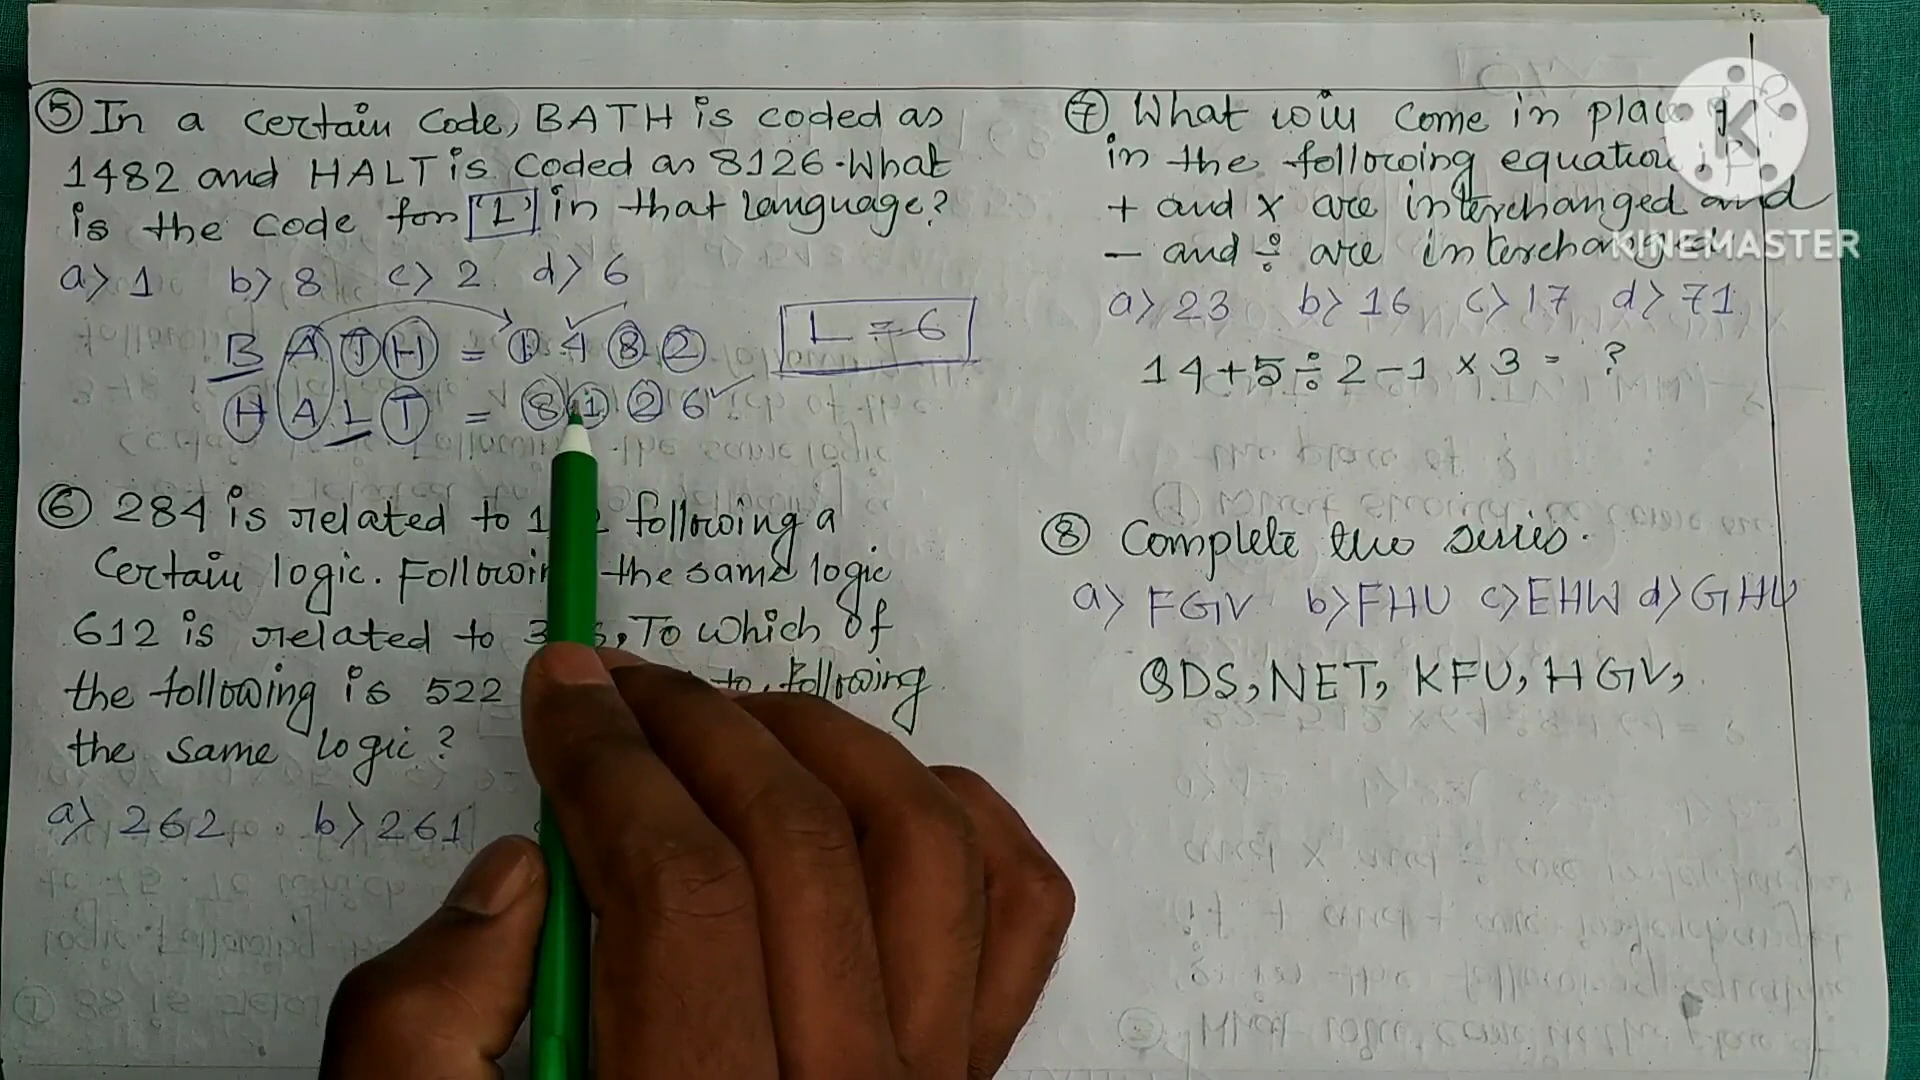 ⑤ In a certain code, BATH is coded as
1482 and HALT is coded as 8126. What
is the code for 'L' in that language?
a> 1 b> 8 c> 2 d> 6
B A T H = 1 4 8 2
L = 6
H A L T = 8 1 2 6
⑥ 284 is related to following a
Certain logic. Following the same logic
612 is related to To which of
the following is 522 to, following
the same logic?
a> 262 b> 261
⑦ What will come in place of ?
in the following equation, if
+ and × are interchanged and
− and ÷ are interchanged
a> 23 b> 16 c> 17 d> 71
14+5÷2−1 × 3 = ?
⑧ Complete the series.
a> FGV b> FHU c> EHW d> GHU
QDS, NET, KFU, HGV,
K
KINEMASTER